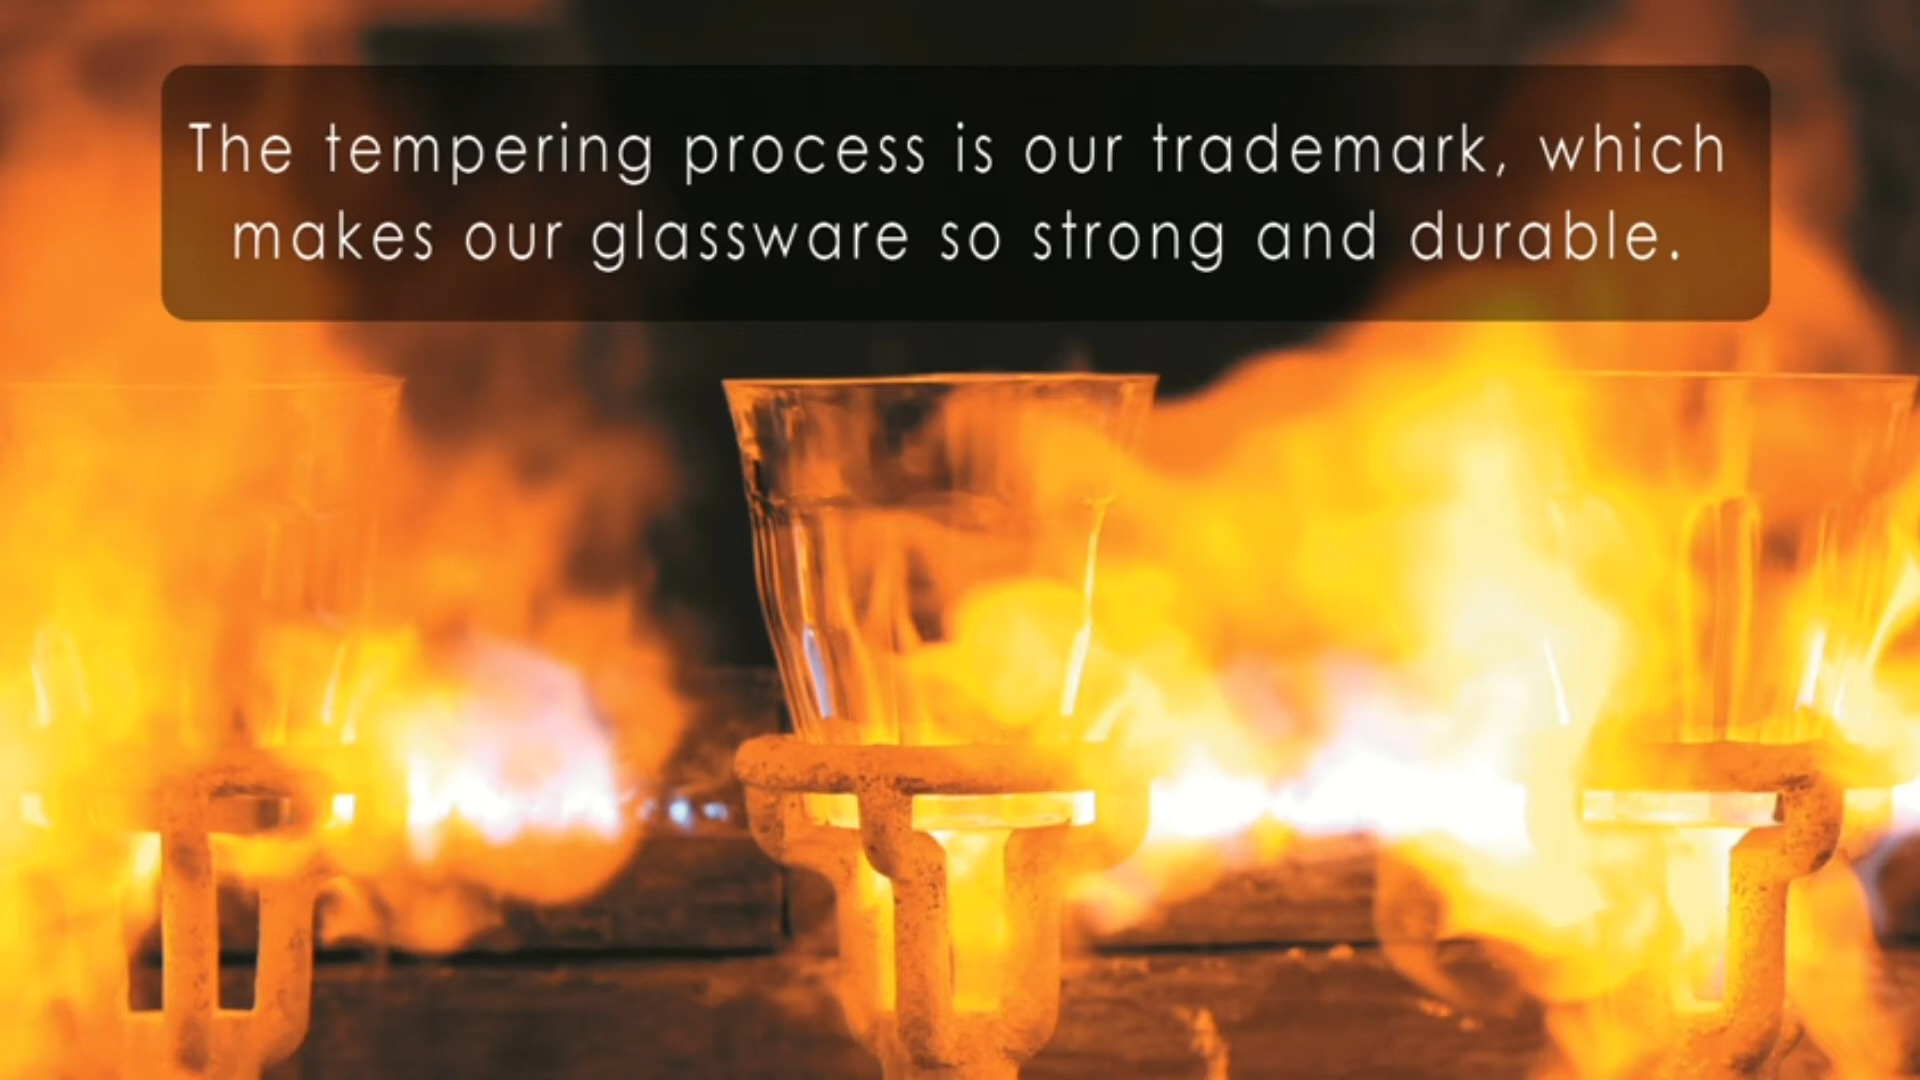 The tempering process is our trademark, which
makes our glassware so strong and durable.